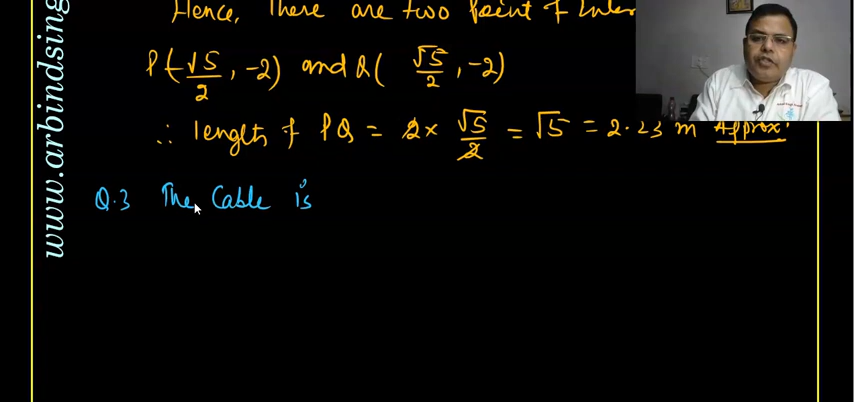 www.arbindsing
Hence, There are two point of inter
P(-√5/2, -2) and Q( √5/2, -2)
∴ length of PQ = 2 × √5/2 = √5 = 2.23 m Approx.
Q.3 The Cable is